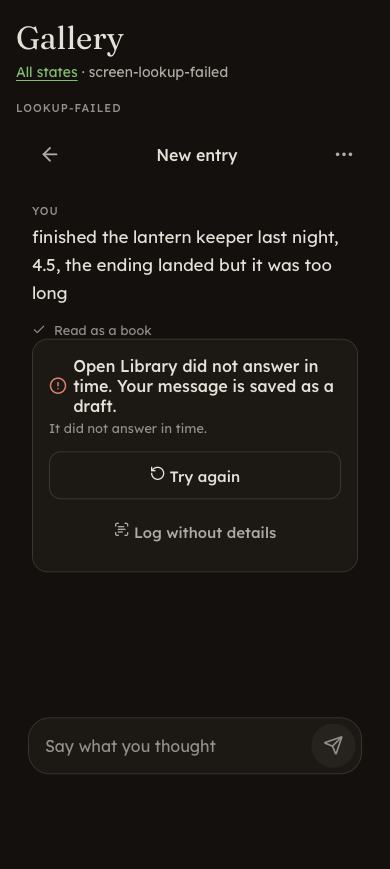 Gallery
All states · screen-lookup-failed
LOOKUP-FAILED
New entry
YOU
finished the lantern keeper last night,
4.5, the ending landed but it was too
long
Read as a book
Open Library did not answer in
time. Your message is saved as a
draft.
It did not answer in time.
Try again
Log without details
Say what you thought